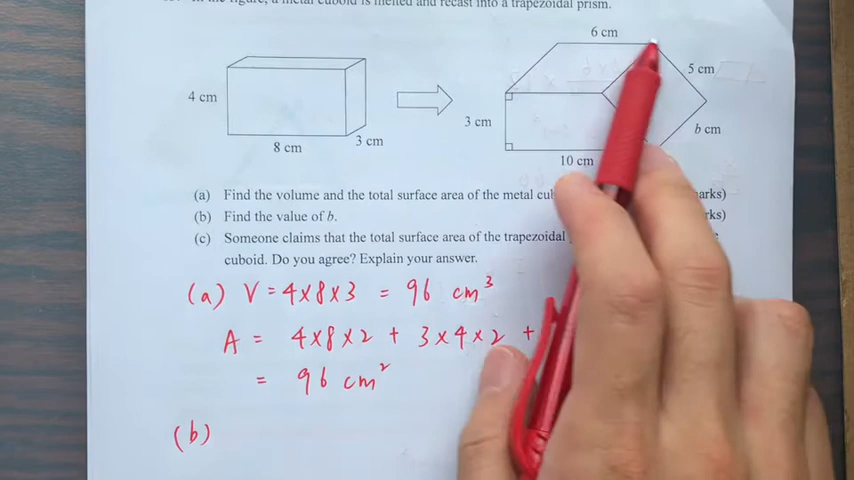 In the figure, a metal cuboid is melted and recast into a trapezoidal prism.
6 cm
4 cm
5 cm
3 cm
b cm
3 cm
8 cm
10 cm
(a) Find the volume and the total surface area of the metal
arks)
(b) Find the value of b.
rks)
(c) Someone claims that the total surface area of the trapezoidal
cuboid. Do you agree? Explain your answer.
(a) V = 4×8×3 = 96 cm³
A = 4×8×2 + 3×4×2 +
= 96 cm²
(b)